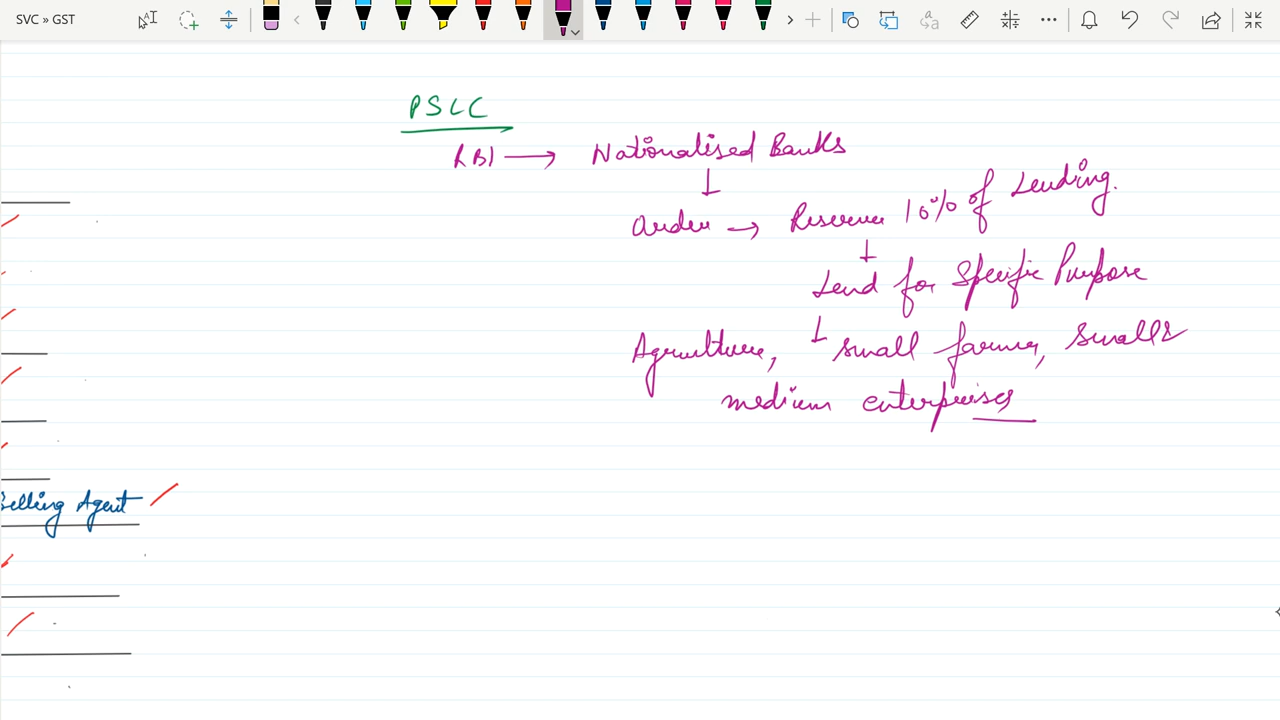 SVC » GST
PSLC
RBI → Nationalised Banks
↓
Order → Reserve 10% of Lending.
↓
Lend for Specific Purpose
↓
Agriculture, small farmers, small &
medium enterprises
Selling Agent